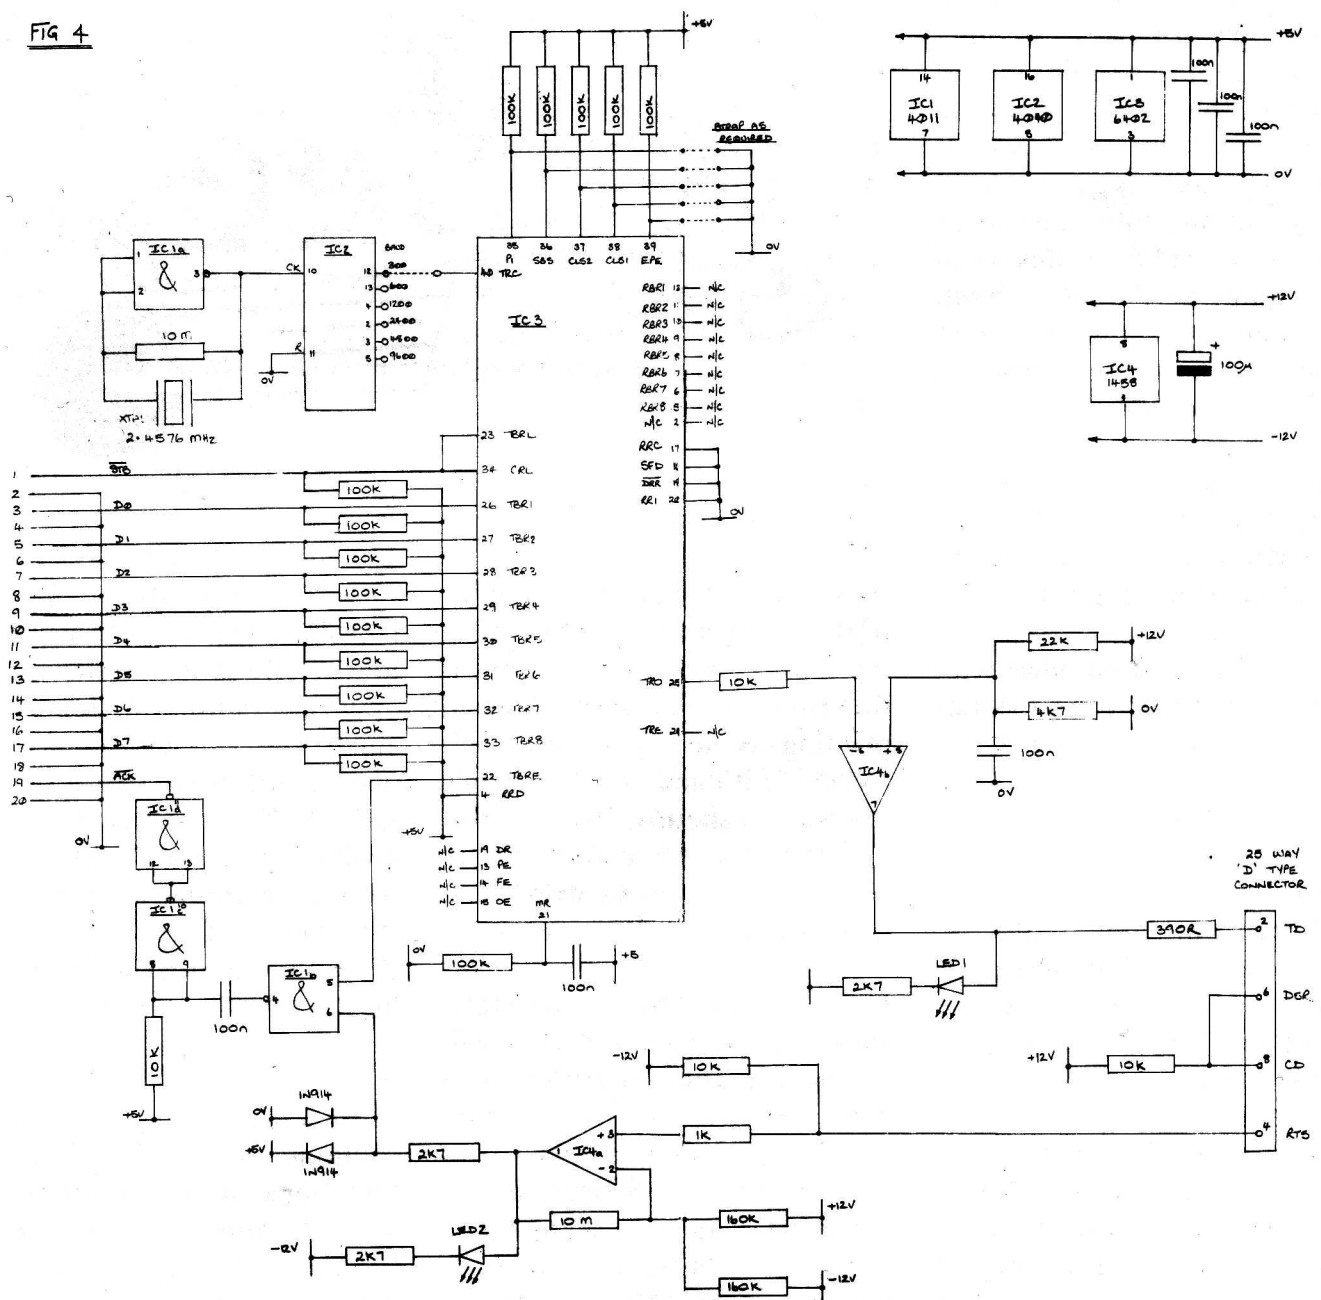 FIG 4
+5V
100K 100K 100K 100K 100K
STRAP AS
REQUIRED
0V
+5V
14
IC1
4011
7
16
IC2
4040
8
1
IC3
6402
3
100n
100n
100n
0V
+12V
8
IC4
1458
4
+
100µ
-12V
IC1a
&
1
2
3
10 m
XTAL
2.4576 MHz
IC2
CK 10
R 11
0V
BAUD
12 300
13 600
4 1200
2 2400
3 4800
5 9600
35 36 37 38 39
PI SBS CLS2 CLS1 EPE
40 TRC
IC3
RBR1 12 N/C
RBR2 11 N/C
RBR3 10 N/C
RBR4 9 N/C
RBR5 8 N/C
RBR6 7 N/C
RBR7 6 N/C
RBR8 5 N/C
N/C 2 N/C
RRC 17
SFD 16
DRR 19
RRI 20
0V
23 TBRL
1 STB 34 CRL
2 100K
3 D0 26 TBR1
4 100K
5 D1 27 TBR2
6 100K
7 D2 28 TBR3
8 100K
9 D3 29 TBR4
10 100K
11 D4 30 TBR5
12 100K
13 D5 31 TBR6
14 100K
15 D6 32 TBR7
16 100K
17 D7 33 TBR8
18 100K
19 ACK 22 TBRE
20 4 RRD
0V
+5V
N/C 19 DR
N/C 13 PE
N/C 14 FE
N/C 15 OE
MR
21
TRO 25
TRE 24 N/C
10K
22K +12V
4K7 0V
100n
0V
-6 +5
IC4b
7
IC1d
&
12 13
IC1c 10
&
8 9
10K
+5V
100n
IC1b
&
4
5
6
0V 100K 100n +5
2K7 LED1
390R
25 WAY
'D' TYPE
CONNECTOR
2 TD
6 DSR
8 CD
4 RTS
+12V 10K
-12V 10K
1K
1N914
0V
+5V
1N914
2K7
1 IC4a +3
-2
10 m
160K +12V
160K -12V
-12V 2K7 LED2